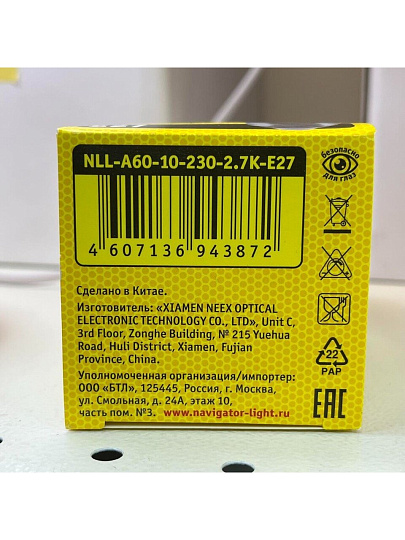 NLL-A60-10-230-2.7K-E27
4 607136 943872
безопасно
для глаз
Сделано в Китае.
Изготовитель: «XIAMEN NEEX OPTICAL
ELECTRONIC TECHNOLOGY CO., LTD», Unit C,
3rd Floor, Zonghe Building, № 215 Yuehua
Road, Huli District, Xiamen, Fujian
Province, China.
Уполномоченная организация/импортер:
ООО «БТЛ», 125445, Россия, г. Москва,
ул. Смольная, д. 24А, этаж 10,
часть пом. №3. www.navigator-light.ru
22
PAP
EAC